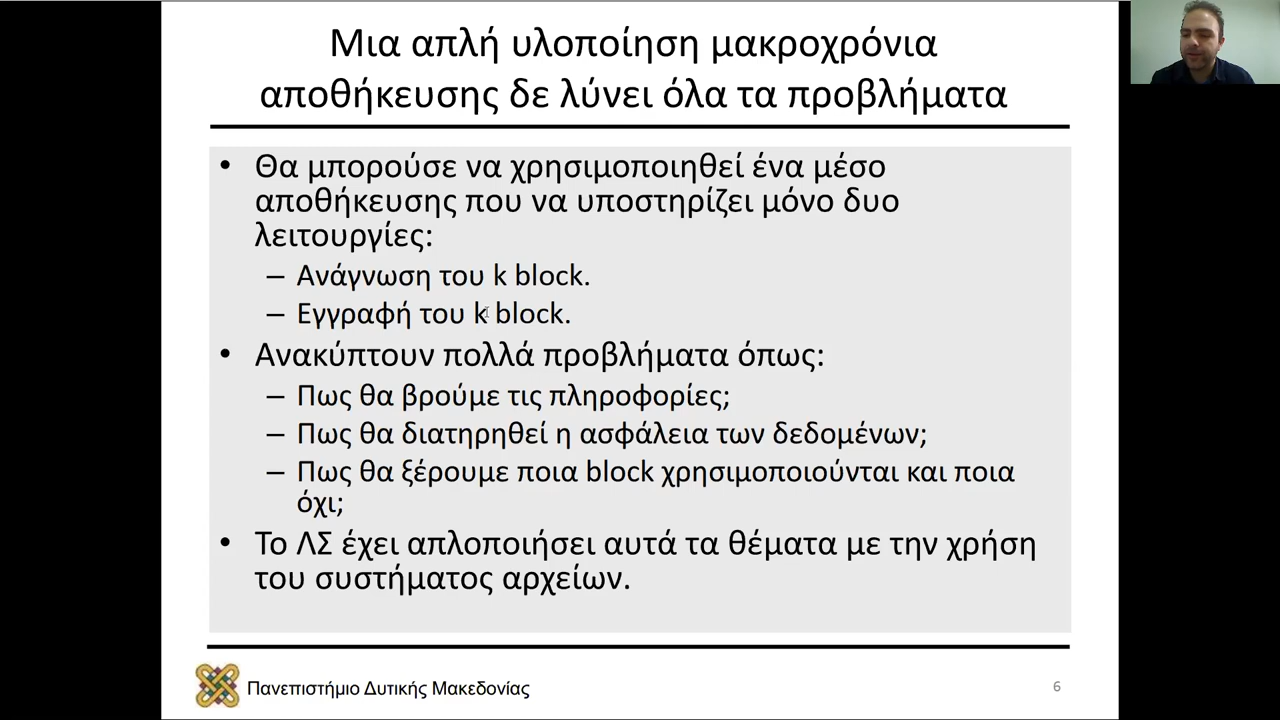 Μια απλή υλοποίηση μακροχρόνια
αποθήκευσης δε λύνει όλα τα προβλήματα
• Θα μπορούσε να χρησιμοποιηθεί ένα μέσο
αποθήκευσης που να υποστηρίζει μόνο δυο
λειτουργίες:
– Ανάγνωση του k block.
– Εγγραφή του k block.
• Ανακύπτουν πολλά προβλήματα όπως:
– Πως θα βρούμε τις πληροφορίες;
– Πως θα διατηρηθεί η ασφάλεια των δεδομένων;
– Πως θα ξέρουμε ποια block χρησιμοποιούνται και ποια
όχι;
• Το ΛΣ έχει απλοποιήσει αυτά τα θέματα με την χρήση
του συστήματος αρχείων.
Πανεπιστήμιο Δυτικής Μακεδονίας
6